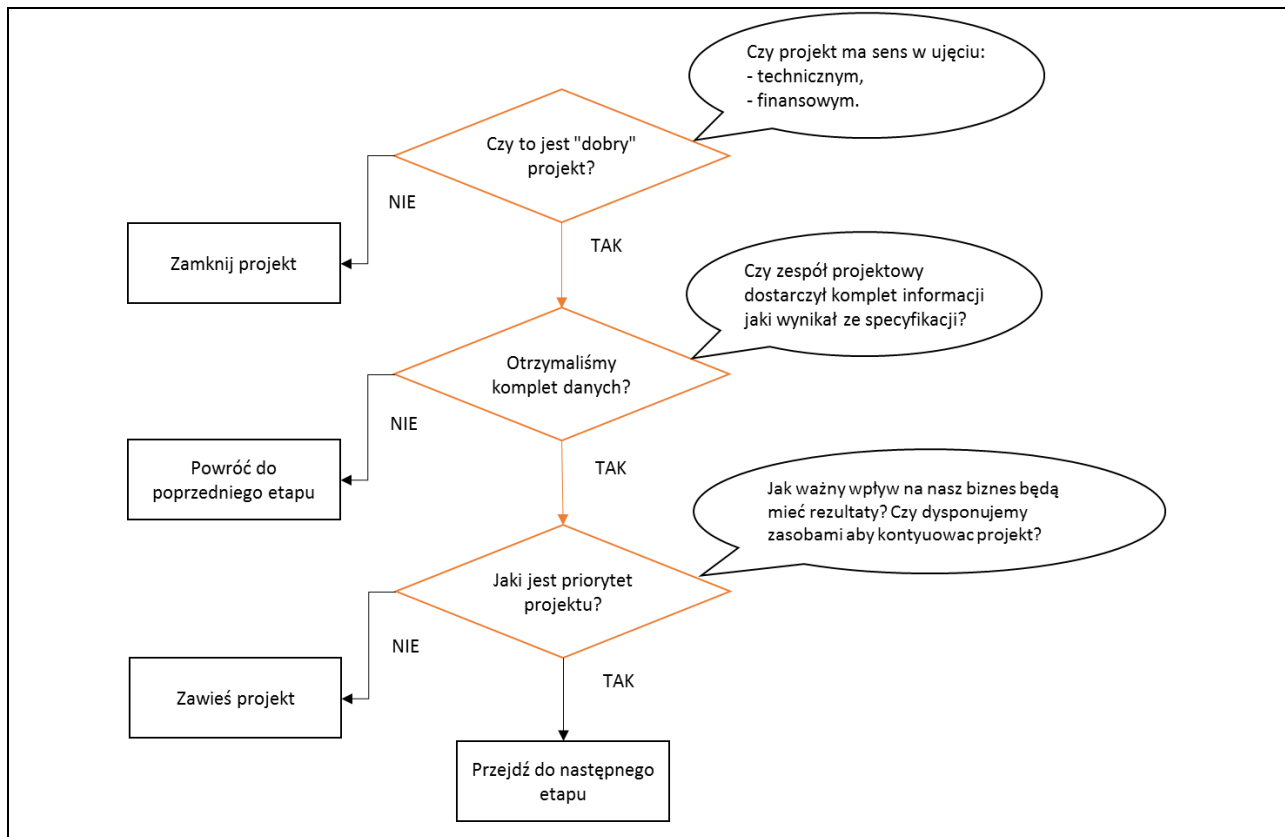 Czy projekt ma sens w ujęciu:
- technicznym,
- finansowym.
Czy to jest "dobry"
projekt?
NIE
TAK
Zamknij projekt
Czy zespół projektowy
dostarczył komplet informacji
jaki wynikał ze specyfikacji?
Otrzymaliśmy
komplet danych?
NIE
TAK
Powróć do
poprzedniego etapu
Jak ważny wpływ na nasz biznes będą
mieć rezultaty? Czy dysponujemy
zasobami aby kontyuowac projekt?
Jaki jest priorytet
projektu?
NIE
TAK
Zawieś projekt
Przejdź do następnego
etapu